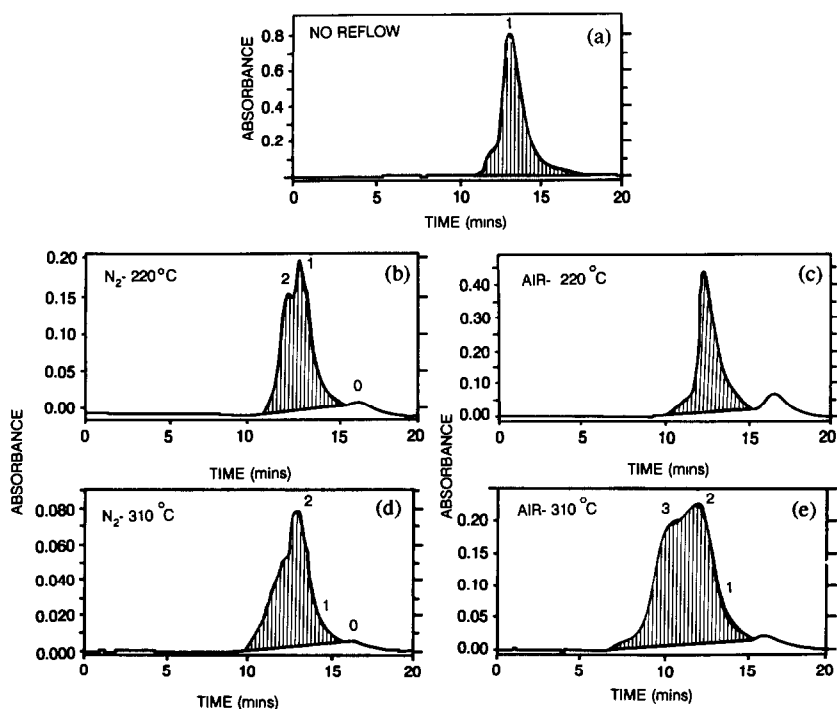 NO REFLOW
(a)
1
ABSORBANCE
0.8
0.6
0.4
0.2
0 5 10 15 20
TIME (mins)
N2- 220°C
(b)
2 1 0
0.20
0.15
0.10
0.05
0.00
0 5 10 15 20
TIME (mins)
AIR- 220 °C
(c)
0.40
0.30
0.20
0.10
0.00
0 5 10 15 20
TIME (mins)
ABSORBANCE
N2- 310 °C
(d)
2
1
0
0.080
0.060
0.040
0.020
0.000
0 5 10 15 20
TIME (mins)
ABSORBANCE
AIR- 310 °C
(e)
3 2
1
0.20
0.15
0.10
0.05
0.00
0 5 10 15 20
TIME (mins)